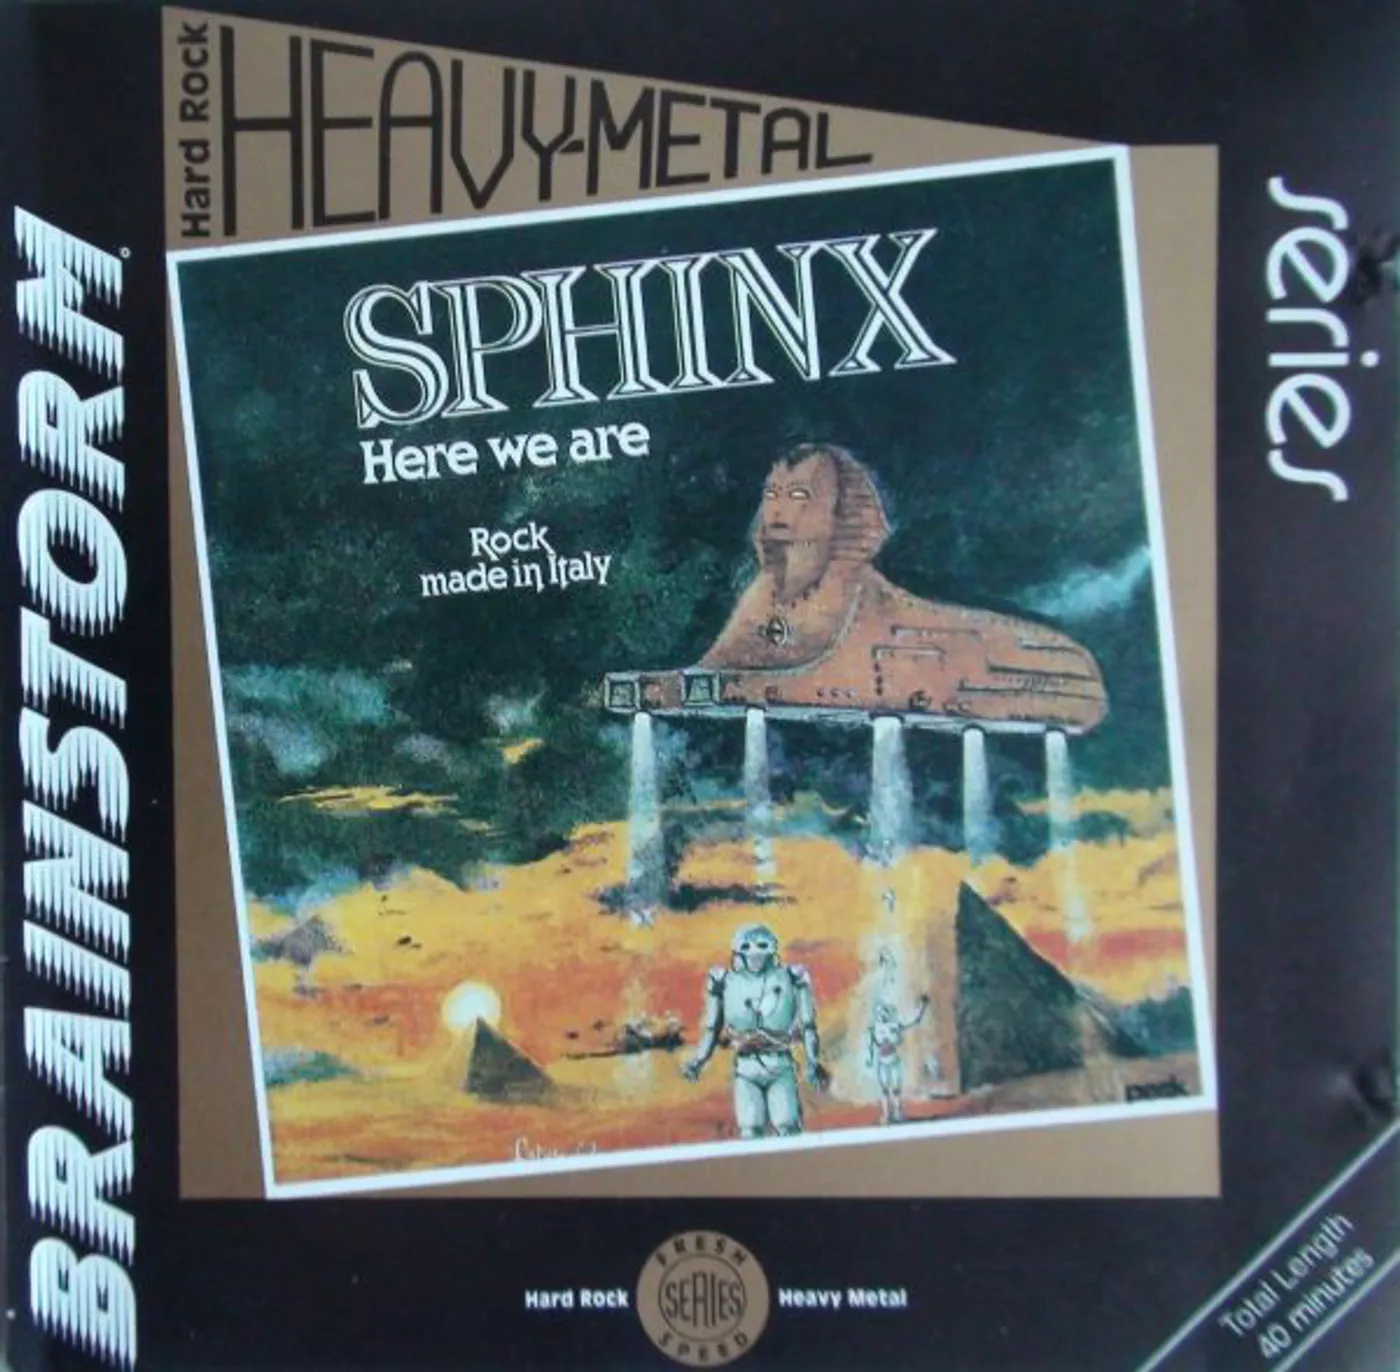 Hard Rock
HEAVY-METAL
series
BRAINSTORM
SPHINX
Here we are
Rock
made in Italy
peek
FRESH
SERIES
SPEED
Hard Rock
Heavy Metal
Total Length
40 minutes